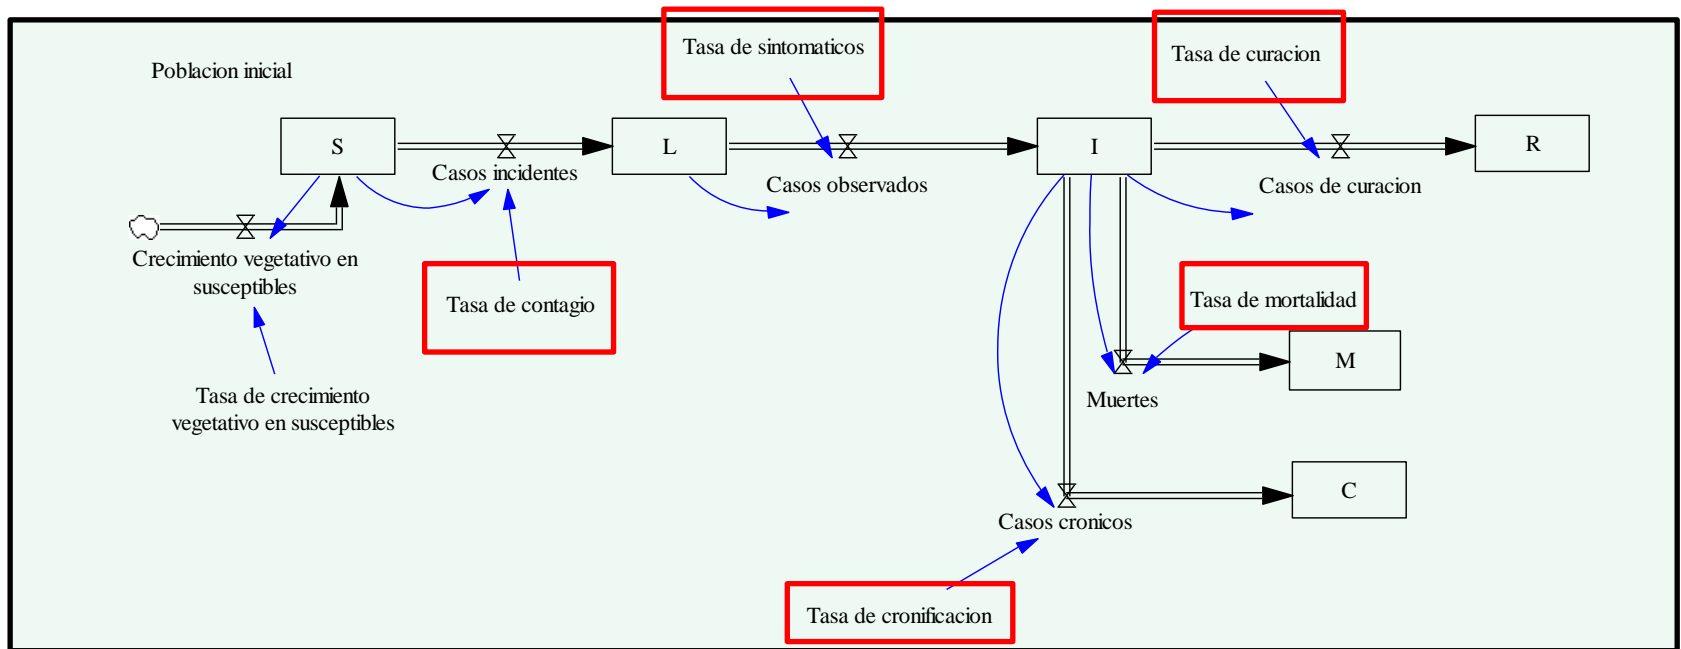 Tasa de sintomaticos
Tasa de curacion
Poblacion inicial
S
L
I
R
Casos incidentes
Casos observados
Casos de curacion
Crecimiento vegetativo en
susceptibles
Tasa de contagio
Tasa de mortalidad
M
Tasa de crecimiento
vegetativo en susceptibles
Muertes
C
Casos cronicos
Tasa de cronificacion